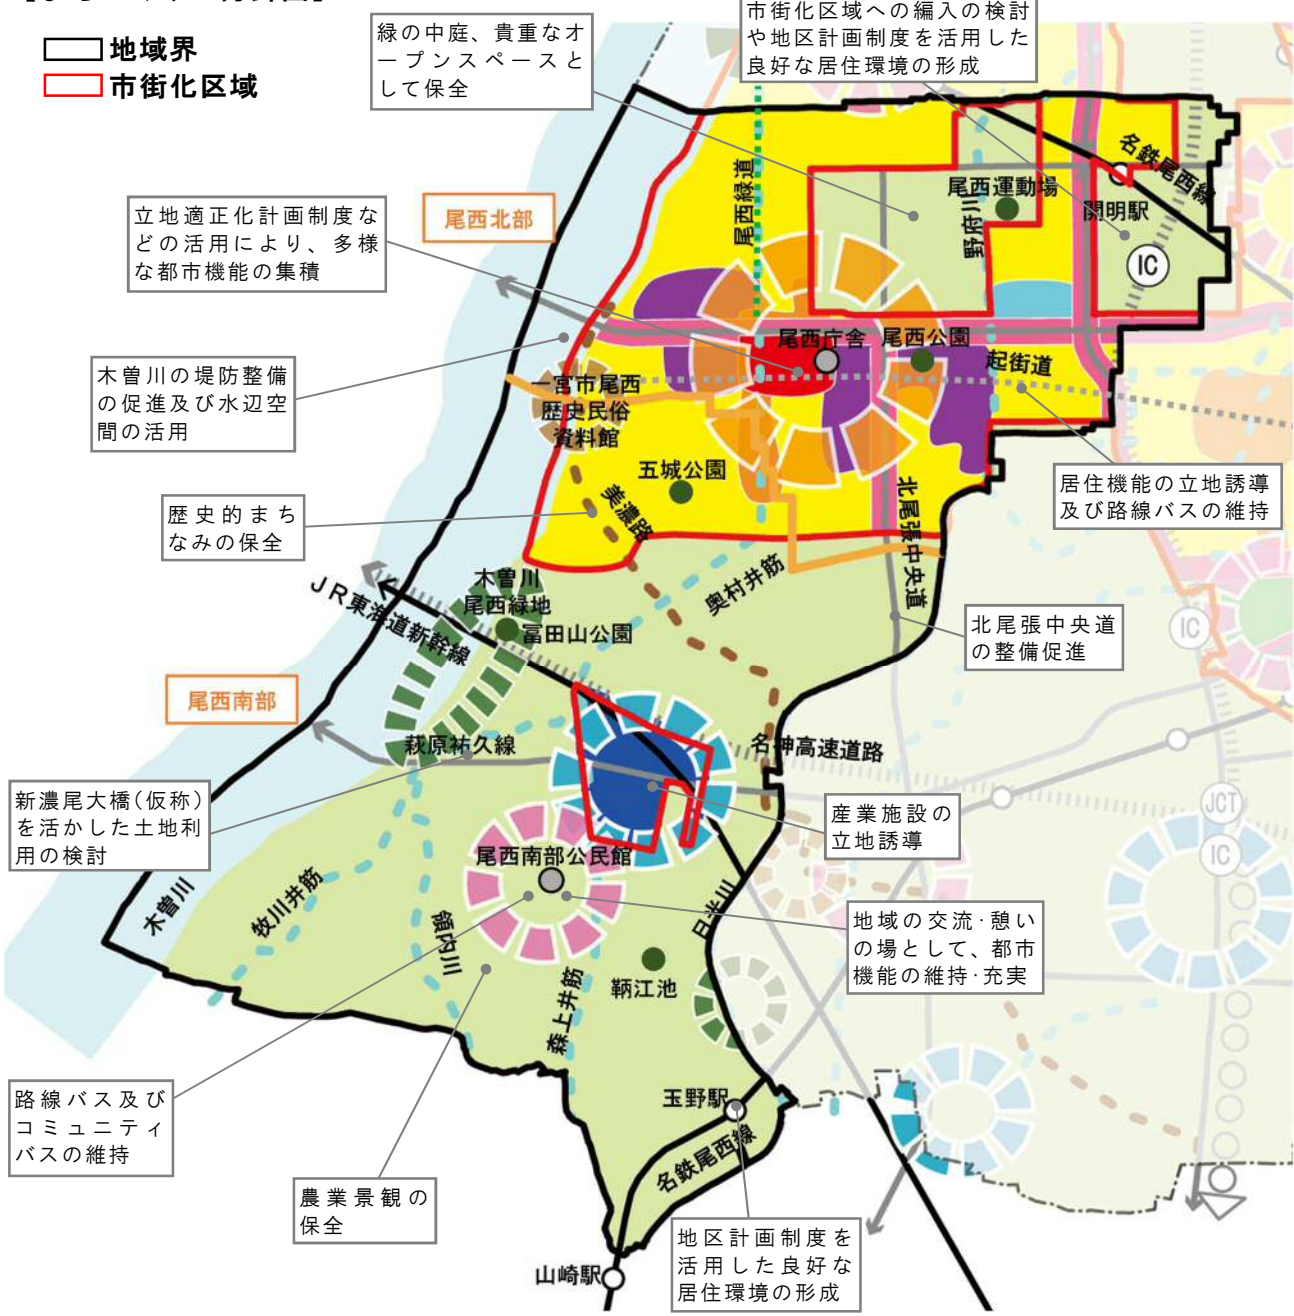 地域界
市街化区域
緑の中庭、貴重なオ
ープンスペースと
して保全
市街化区域への編入の検討
や地区計画制度を活用した
良好な居住環境の形成
立地適正化計画制度な
どの活用により、多様
な都市機能の集積
尾西北部
尾西緑道
尾西運動場
野府川
名鉄尾西線
開明駅
IC
木曽川の堤防整備
の促進及び水辺空
間の活用
尾西庁舎
尾西公園
起街道
一宮市尾西
歴史民俗
資料館
五城公園
美濃路
居住機能の立地誘導
及び路線バスの維持
歴史的まち
なみの保全
北尾張中央道
奥村井筋
木曽川
尾西緑地
冨田山公園
JR東海道新幹線
北尾張中央道
の整備促進
IC
尾西南部
萩原祐久線
名神高速道路
新濃尾大橋(仮称)
を活かした土地利
用の検討
産業施設の
立地誘導
JCT
IC
尾西南部公民館
木曽川
牧川井筋
領内川
日光川
地域の交流・憩い
の場として、都市
機能の維持・充実
鞆江池
森上井筋
路線バス及び
コミュニティ
バスの維持
玉野駅
名鉄尾西線
農業景観の
保全
地区計画制度を
活用した良好な
居住環境の形成
山崎駅